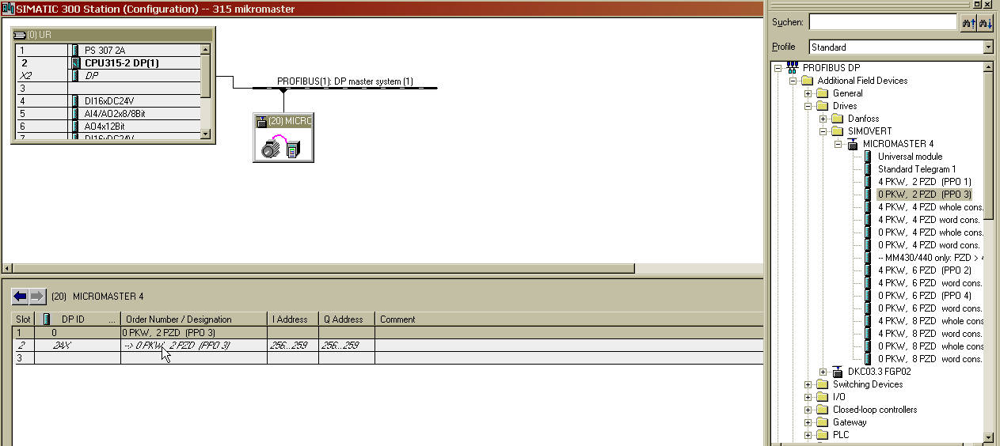 SIMATIC 300 Station (Configuration) -- 315 mikromaster
(0) UR
1 PS 307 2A
2 CPU315-2 DP(1)
X2 DP
3
4 DI16xDC24V
5 AI4/AO2x8/8Bit
6 AO4x12Bit
7 DI16xDC24V
PROFIBUS(1): DP master system (1)
(20) MICRO
(20) MICROMASTER 4
Slot DP ID ... Order Number / Designation I Address Q Address Comment
1 0 0 PKW, 2 PZD (PPO 3)
2 2AX --> 0 PKW, 2 PZD (PPO 3) 256...259 256...259
3
Suchen:
Profile Standard
PROFIBUS DP
Additional Field Devices
General
Drives
Danfoss
SIMOVERT
MICROMASTER 4
Universal module
Standard Telegram 1
4 PKW, 2 PZD (PPO 1)
0 PKW, 2 PZD (PPO 3)
4 PKW, 4 PZD whole cons.
4 PKW, 4 PZD word cons.
0 PKW, 4 PZD whole cons.
0 PKW, 4 PZD word cons.
-- MM430/440 only: PZD > 4
4 PKW, 6 PZD (PPO 2)
4 PKW, 6 PZD word cons.
0 PKW, 6 PZD (PPO 4)
0 PKW, 6 PZD word cons.
4 PKW, 8 PZD whole cons.
4 PKW, 8 PZD word cons.
0 PKW, 8 PZD whole cons.
0 PKW, 8 PZD word cons.
DKC03.3 FGP02
Switching Devices
I/O
Closed-loop controllers
Gateway
PLC